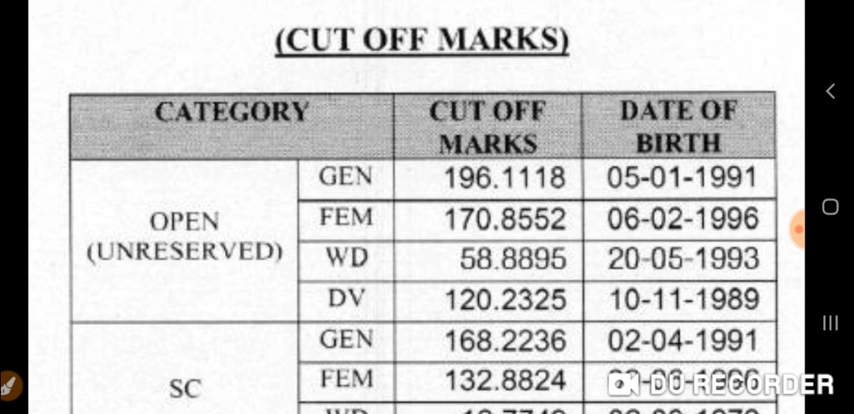 (CUT OFF MARKS)
CATEGORY CUT OFF MARKS DATE OF BIRTH
OPEN (UNRESERVED)
GEN 196.1118 05-01-1991
FEM 170.8552 06-02-1996
WD 58.8895 20-05-1993
DV 120.2325 10-11-1989
SC
GEN 168.2236 02-04-1991
FEM 132.8824
DU RECORDER